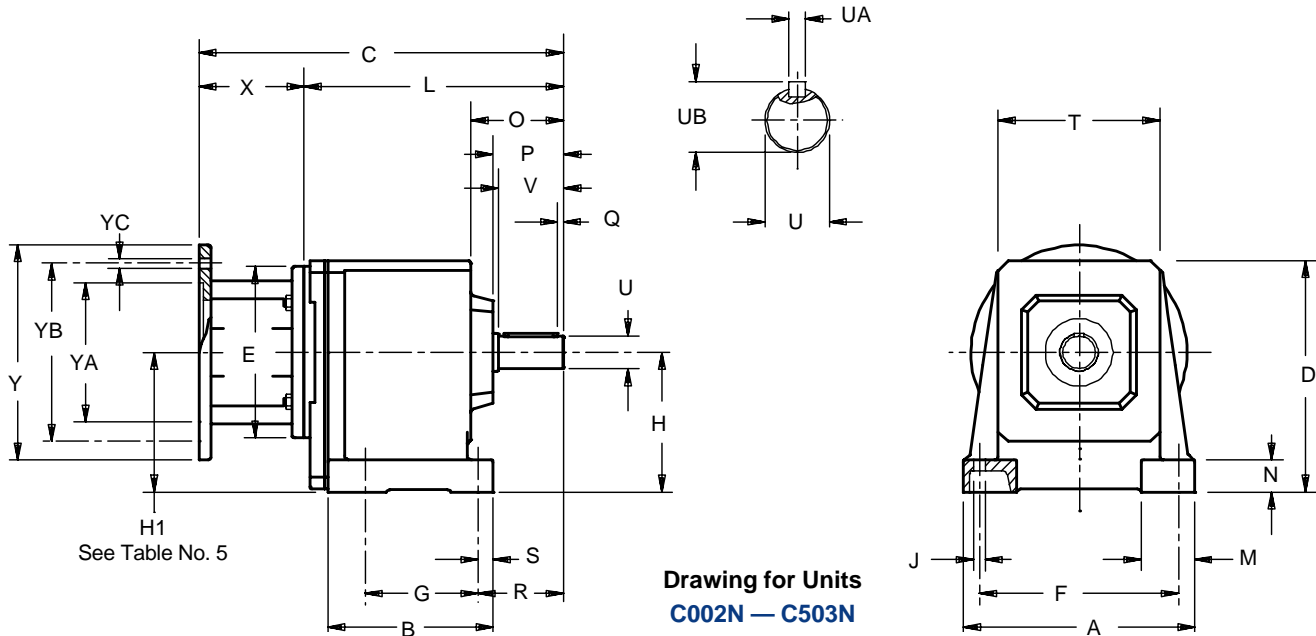 UA
C
X
L
UB
T
O
P
V
Q
U
YC
U
YB
YA
E
Y
H
D
N
H1
See Table No. 5
S
J
M
G
R
F
B
A
Drawing for Units
C002N — C503N